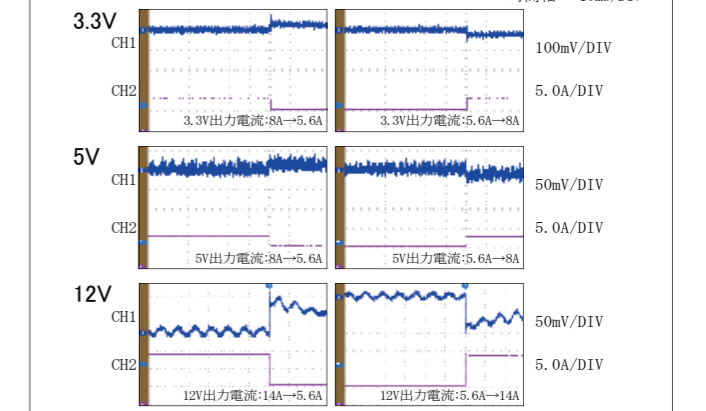 3.3V
CH1
100mV/DIV
CH2
5.0A/DIV
3.3V出力電流:8A→5.6A
3.3V出力電流:5.6A→8A
5V
CH1
50mV/DIV
CH2
5.0A/DIV
5V出力電流:8A→5.6A
5V出力電流:5.6A→8A
12V
CH1
50mV/DIV
CH2
5.0A/DIV
12V出力電流:14A→5.6A
12V出力電流:5.6A→14A